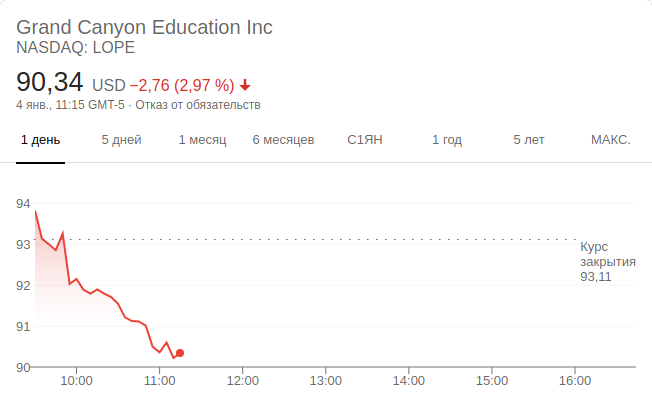 Grand Canyon Education Inc
NASDAQ: LOPE
90,34 USD −2,76 (2,97 %)
4 янв., 11:15 GMT-5 · Отказ от обязательств
1 день 5 дней 1 месяц 6 месяцев С1ЯН 1 год 5 лет МАКС.
94
93
Курс
закрытия
93,11
92
91
90
10:00 11:00 12:00 13:00 14:00 15:00 16:00